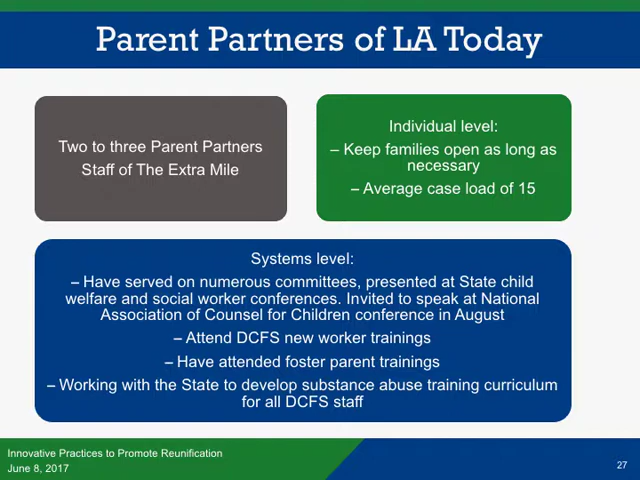 Parent Partners of LA Today
Two to three Parent Partners
Staff of The Extra Mile
Individual level:
– Keep families open as long as
necessary
– Average case load of 15
Systems level:
– Have served on numerous committees, presented at State child
welfare and social worker conferences. Invited to speak at National
Association of Counsel for Children conference in August
– Attend DCFS new worker trainings
– Have attended foster parent trainings
– Working with the State to develop substance abuse training curriculum
for all DCFS staff
Innovative Practices to Promote Reunification
June 8, 2017
27